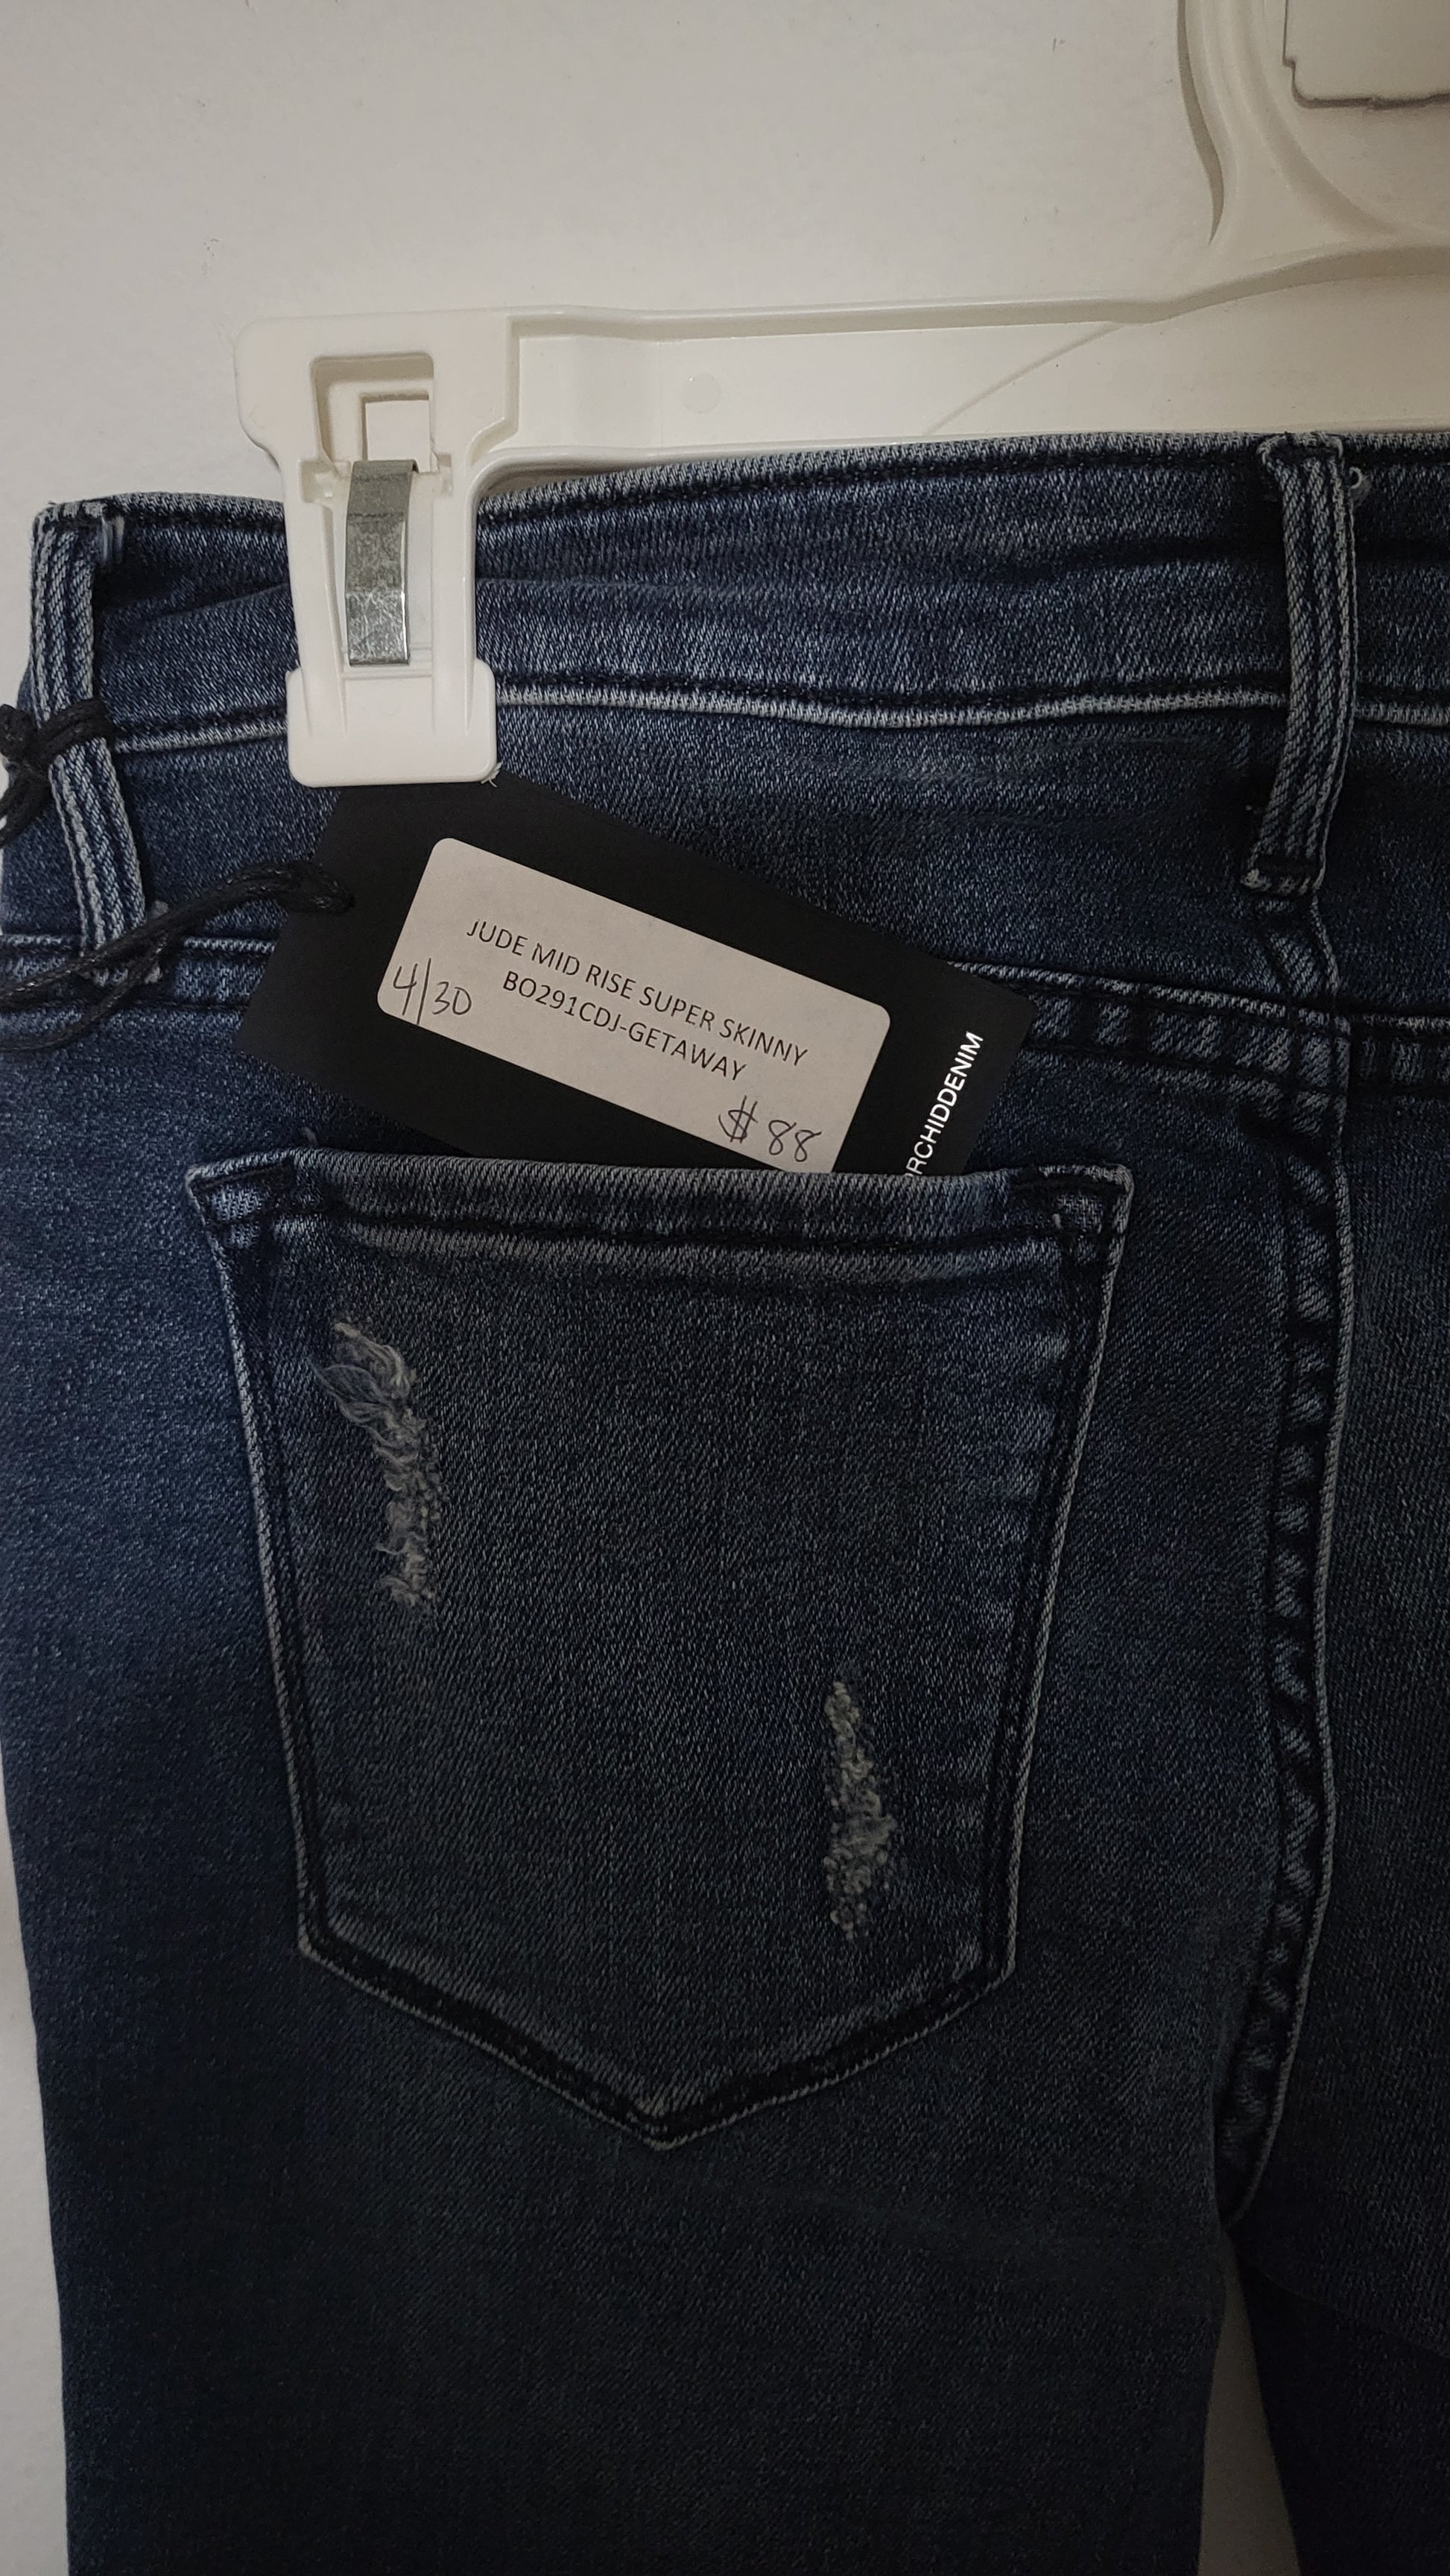 JUDE MID RISE SUPER SKINNY
BO291CDJ-GETAWAY
4/30
$88
RCHIDDENIM